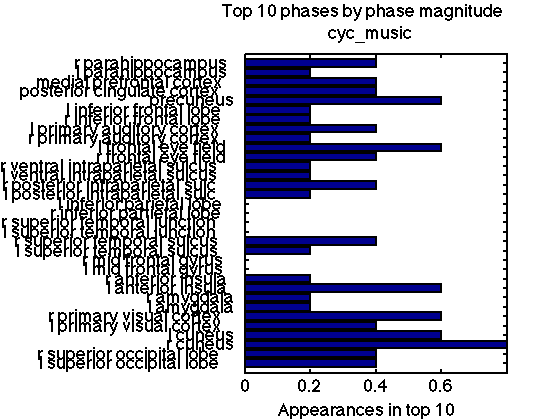 Top 10 phases by phase magnitude
cyc_music
r parahippocampus
l parahippocampus
medial prefrontal cortex
posterior cingulate cortex
precuneus
l inferior frontal lobe
r inferior frontal lobe
l primary auditory cortex
r primary auditory cortex
l frontal eye field
r frontal eye field
r ventral intraparietal sulcus
l ventral intraparietal sulcus
r posterior intraparietal sulc
l posterior intraparietal sulc
l inferior parietal lobe
r inferior parietal lobe
r superior temporal junction
l superior temporal junction
r superior temporal sulcus
l superior temporal sulcus
r mid frontal gyrus
l mid frontal gyrus
r anterior insula
l anterior insula
r amygdala
l amygdala
r primary visual cortex
l primary visual cortex
l cuneus
r cuneus
r superior occipital lobe
l superior occipital lobe
0 0.2 0.4 0.6
Appearances in top 10